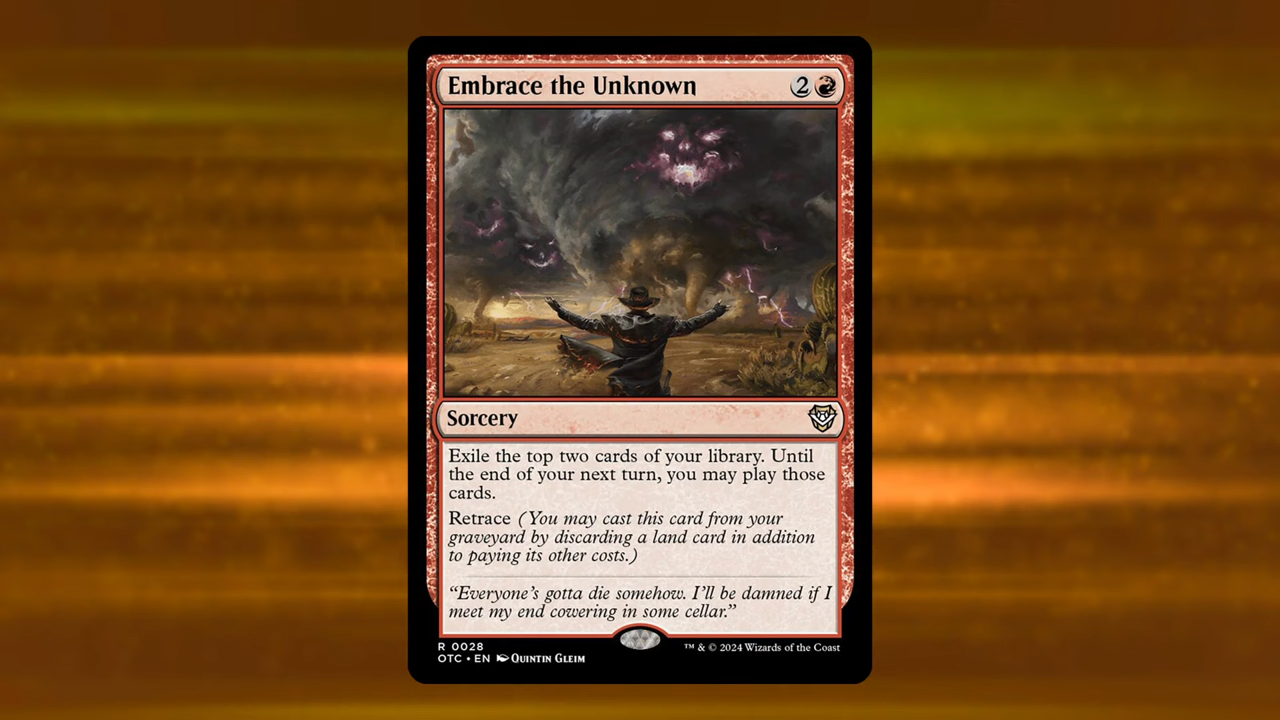 Embrace the Unknown 2
Sorcery
Exile the top two cards of your library. Until
the end of your next turn, you may play those
cards.
Retrace (You may cast this card from your
graveyard by discarding a land card in addition
to paying its other costs.)
“Everyone’s gotta die somehow. I’ll be damned if I
meet my end cowering in some cellar.”
R 0028
OTC • EN Quintin Gleim
™ & © 2024 Wizards of the Coast